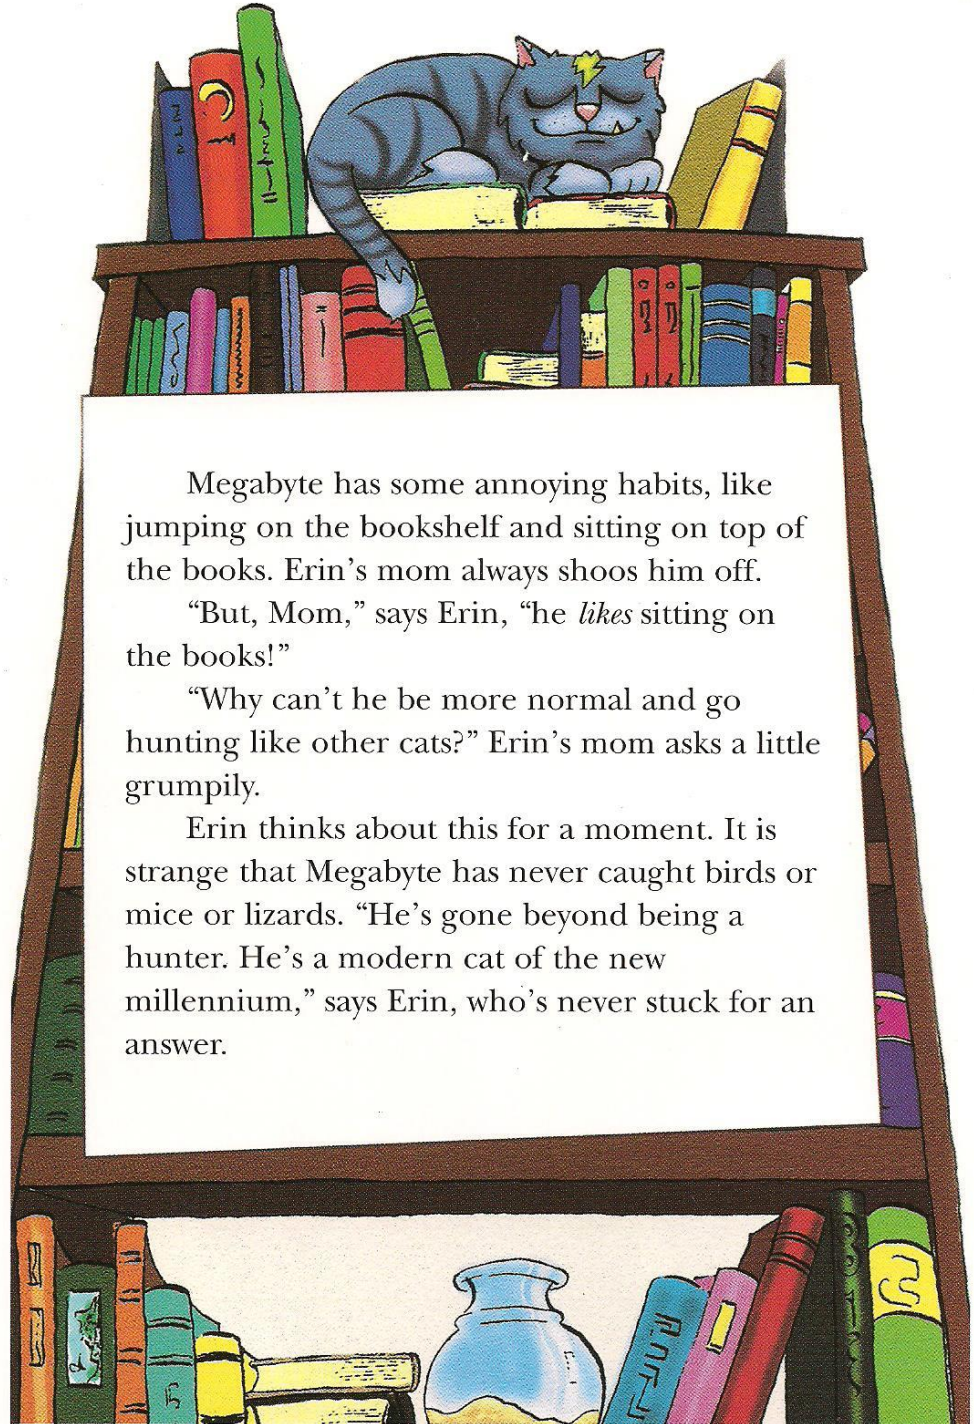 Megabyte has some annoying habits, like
jumping on the bookshelf and sitting on top of
the books. Erin’s mom always shoos him off.
“But, Mom,” says Erin, “he likes sitting on
the books!”
“Why can’t he be more normal and go
hunting like other cats?” Erin’s mom asks a little
grumpily.
Erin thinks about this for a moment. It is
strange that Megabyte has never caught birds or
mice or lizards. “He’s gone beyond being a
hunter. He’s a modern cat of the new
millennium,” says Erin, who’s never stuck for an
answer.